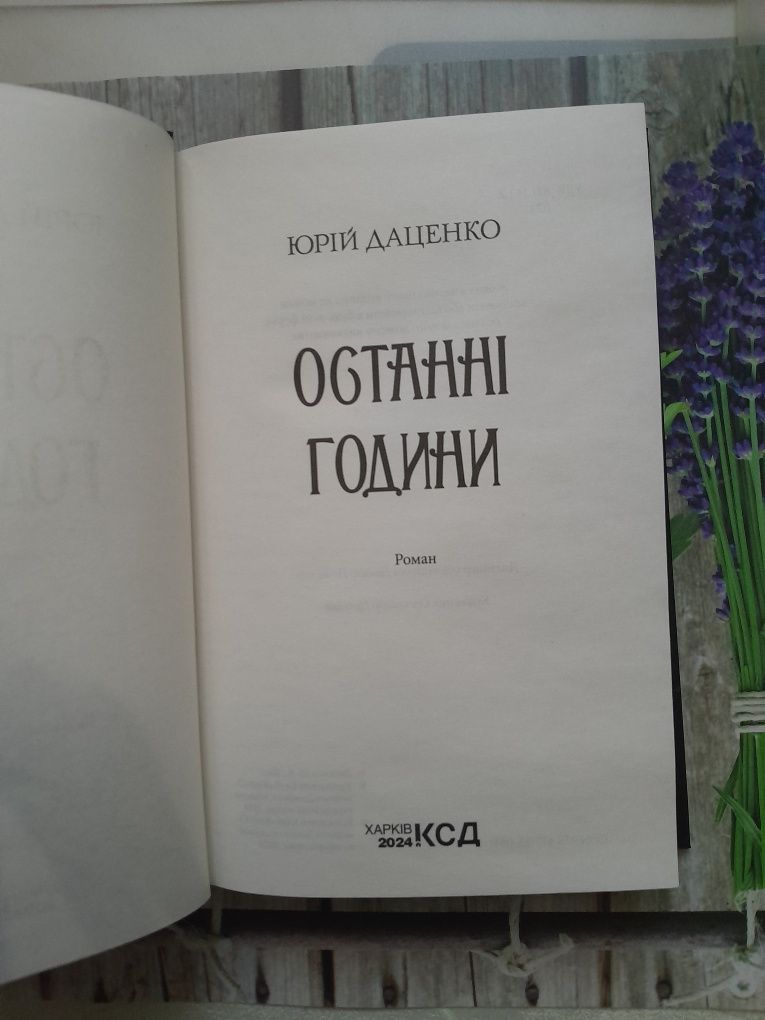 ЮРІЙ ДАЦЕНКО
ОСТАННІ
ГОДИНИ
Роман
ХАРКІВ
2024
КСД